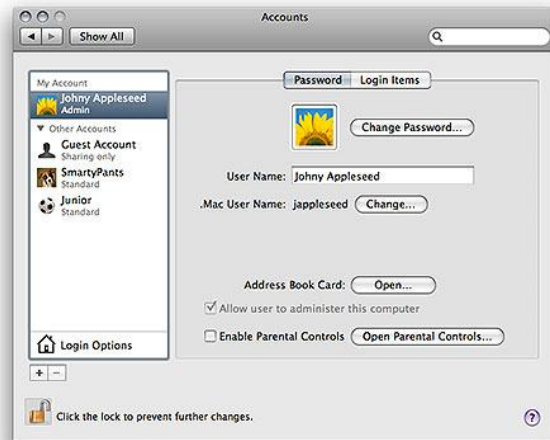 Accounts
Show All
My Account
Johny Appleseed
Admin
Other Accounts
Guest Account
Sharing only
SmartyPants
Standard
Junior
Standard
Login Options
+ −
Password Login Items
Change Password...
User Name: Johny Appleseed
.Mac User Name: jappleseed Change...
Address Book Card: Open...
Allow user to administer this computer
Enable Parental Controls Open Parental Controls...
Click the lock to prevent further changes.
?